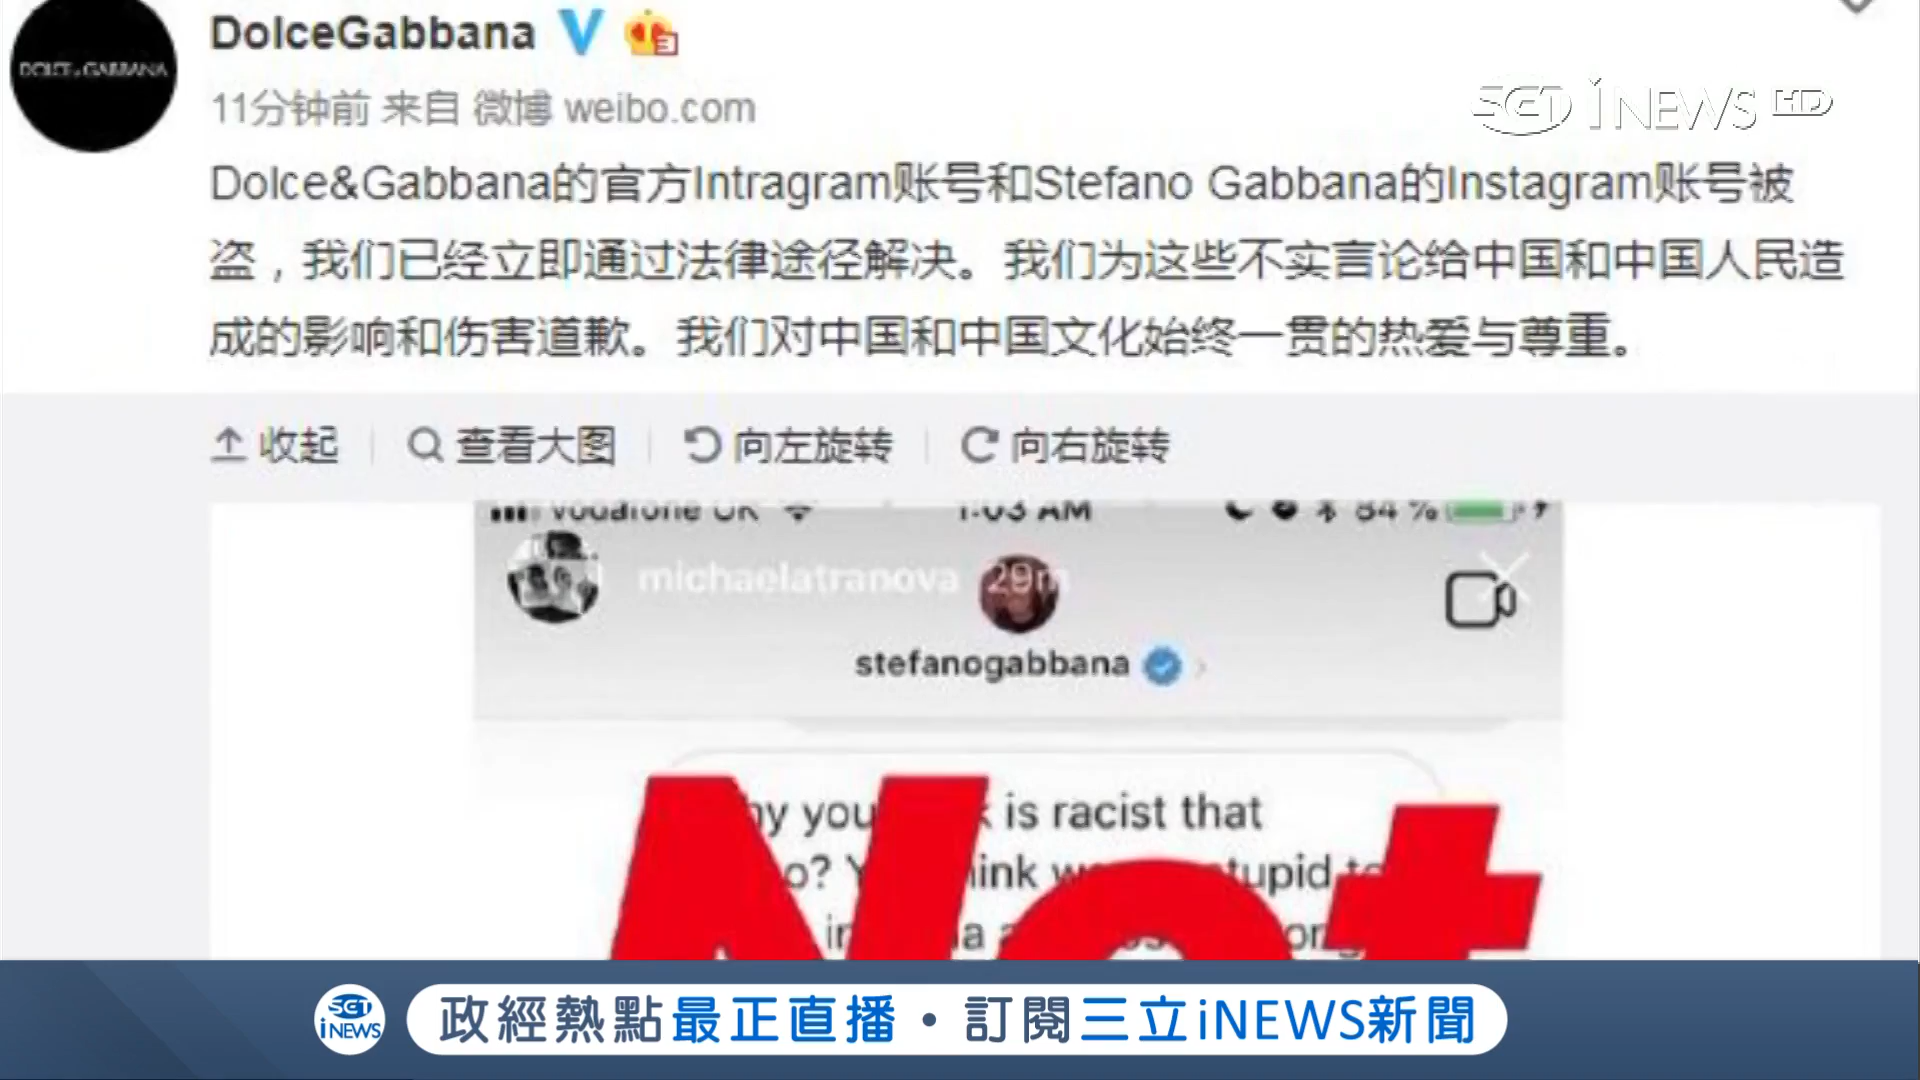 DOLCE & GABBANA
DolceGabbana V 3
11分钟前 来自 微博 weibo.com
SET iNEWS HD
Dolce&Gabbana的官方Intragram账号和Stefano Gabbana的Instagram账号被
盗，我们已经立即通过法律途径解决。我们为这些不实言论给中国和中国人民造
成的影响和伤害道歉。我们对中国和中国文化始终一贯的热爱与尊重。
收起 查看大图 向左旋转 向右旋转
vodafone UK 1:03 AM 84 %
michaelatranova 29m
stefanogabbana
you is racist that
Not
SET iNEWS
政經熱點最正直播・訂閱三立iNEWS新聞